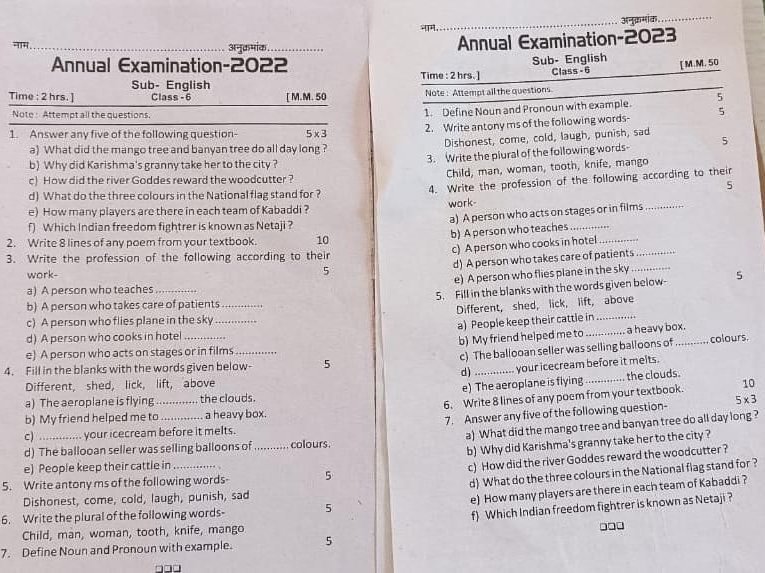 नाम.............................................. अनुक्रमांक..............
Annual Examination-2022
Sub- English
Time : 2 hrs. ] Class - 6 [ M.M. 50
Note : Attempt all the questions.
1. Answer any five of the following question- 5 x 3
a) What did the mango tree and banyan tree do all day long ?
b) Why did Karishma's granny take her to the city ?
c) How did the river Goddes reward the woodcutter ?
d) What do the three colours in the National flag stand for ?
e) How many players are there in each team of Kabaddi ?
f) Which Indian freedom fightrer is known as Netaji ?
2. Write 8 lines of any poem from your textbook. 10
3. Write the profession of the following according to their
work- 5
a) A person who teaches ............
b) A person who takes care of patients ............
c) A person who flies plane in the sky ............
d) A person who cooks in hotel ............
e) A person who acts on stages or in films ............
4. Fill in the blanks with the words given below- 5
Different, shed, lick, lift, above
a) The aeroplane is flying ............ the clouds.
b) My friend helped me to ............ a heavy box.
c) ............ your icecream before it melts.
d) The ballooan seller was selling balloons of .......... colours.
e) People keep their cattle in ............ .
5. Write antony ms of the following words- 5
Dishonest, come, cold, laugh, punish, sad
6. Write the plural of the following words- 5
Child, man, woman, tooth, knife, mango
7. Define Noun and Pronoun with example. 5
नाम.............................................. अनुक्रमांक..............
Annual Examination-2023
Sub- English
Time : 2 hrs. ] Class - 6 [ M.M. 50
Note : Attempt all the questions.
1. Define Noun and Pronoun with example. 5
2. Write antony ms of the following words- 5
Dishonest, come, cold, laugh, punish, sad
3. Write the plural of the following words- 5
Child, man, woman, tooth, knife, mango
4. Write the profession of the following according to their
work- 5
a) A person who acts on stages or in films ............
b) A person who teaches ............
c) A person who cooks in hotel ............
d) A person who takes care of patients ............
e) A person who flies plane in the sky ............
5. Fill in the blanks with the words given below- 5
Different, shed, lick, lift, above
a) People keep their cattle in ............
b) My friend helped me to ............ a heavy box.
c) The ballooan seller was selling balloons of .......... colours.
d) ............ your icecream before it melts.
e) The aeroplane is flying ............ the clouds.
6. Write 8 lines of any poem from your textbook. 10
7. Answer any five of the following question- 5 x 3
a) What did the mango tree and banyan tree do all day long ?
b) Why did Karishma's granny take her to the city ?
c) How did the river Goddes reward the woodcutter ?
d) What do the three colours in the National flag stand for ?
e) How many players are there in each team of Kabaddi ?
f) Which Indian freedom fightrer is known as Netaji ?